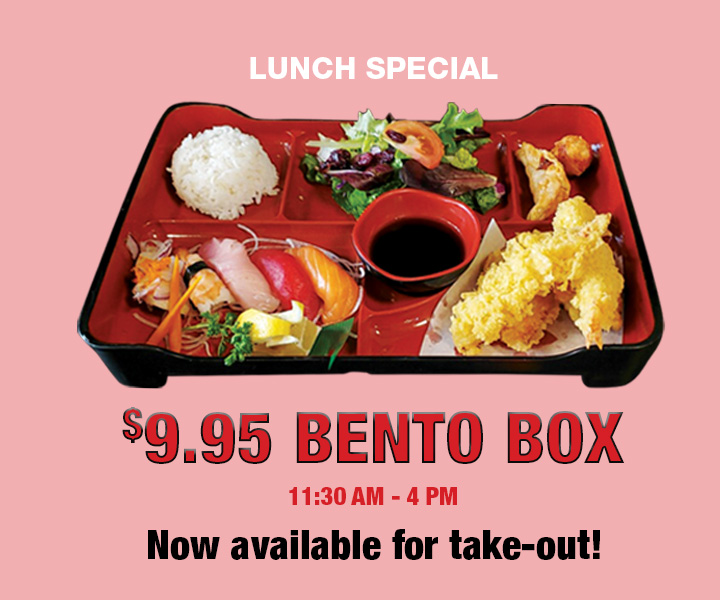 LUNCH SPECIAL
$9.95 BENTO BOX
11:30 AM - 4 PM
Now available for take-out!